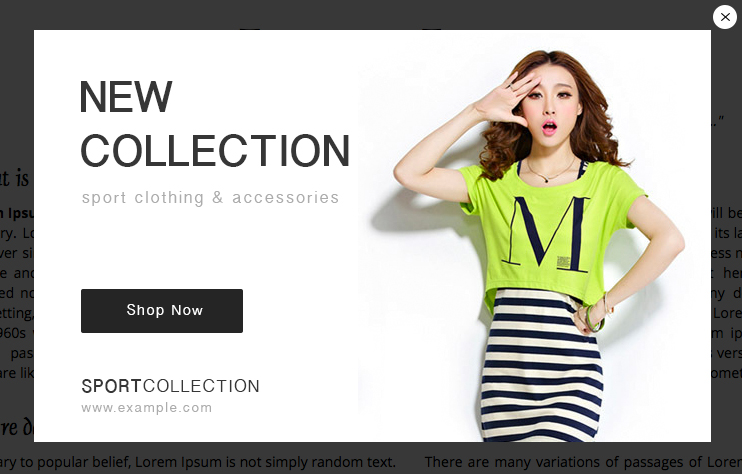 NEW
COLLECTION
sport clothing & accessories
M
Shop Now
SPORTCOLLECTION
www.example.com
ary to popular belief, Lorem Ipsum is not simply random text.
There are many variations of passages of Lorem